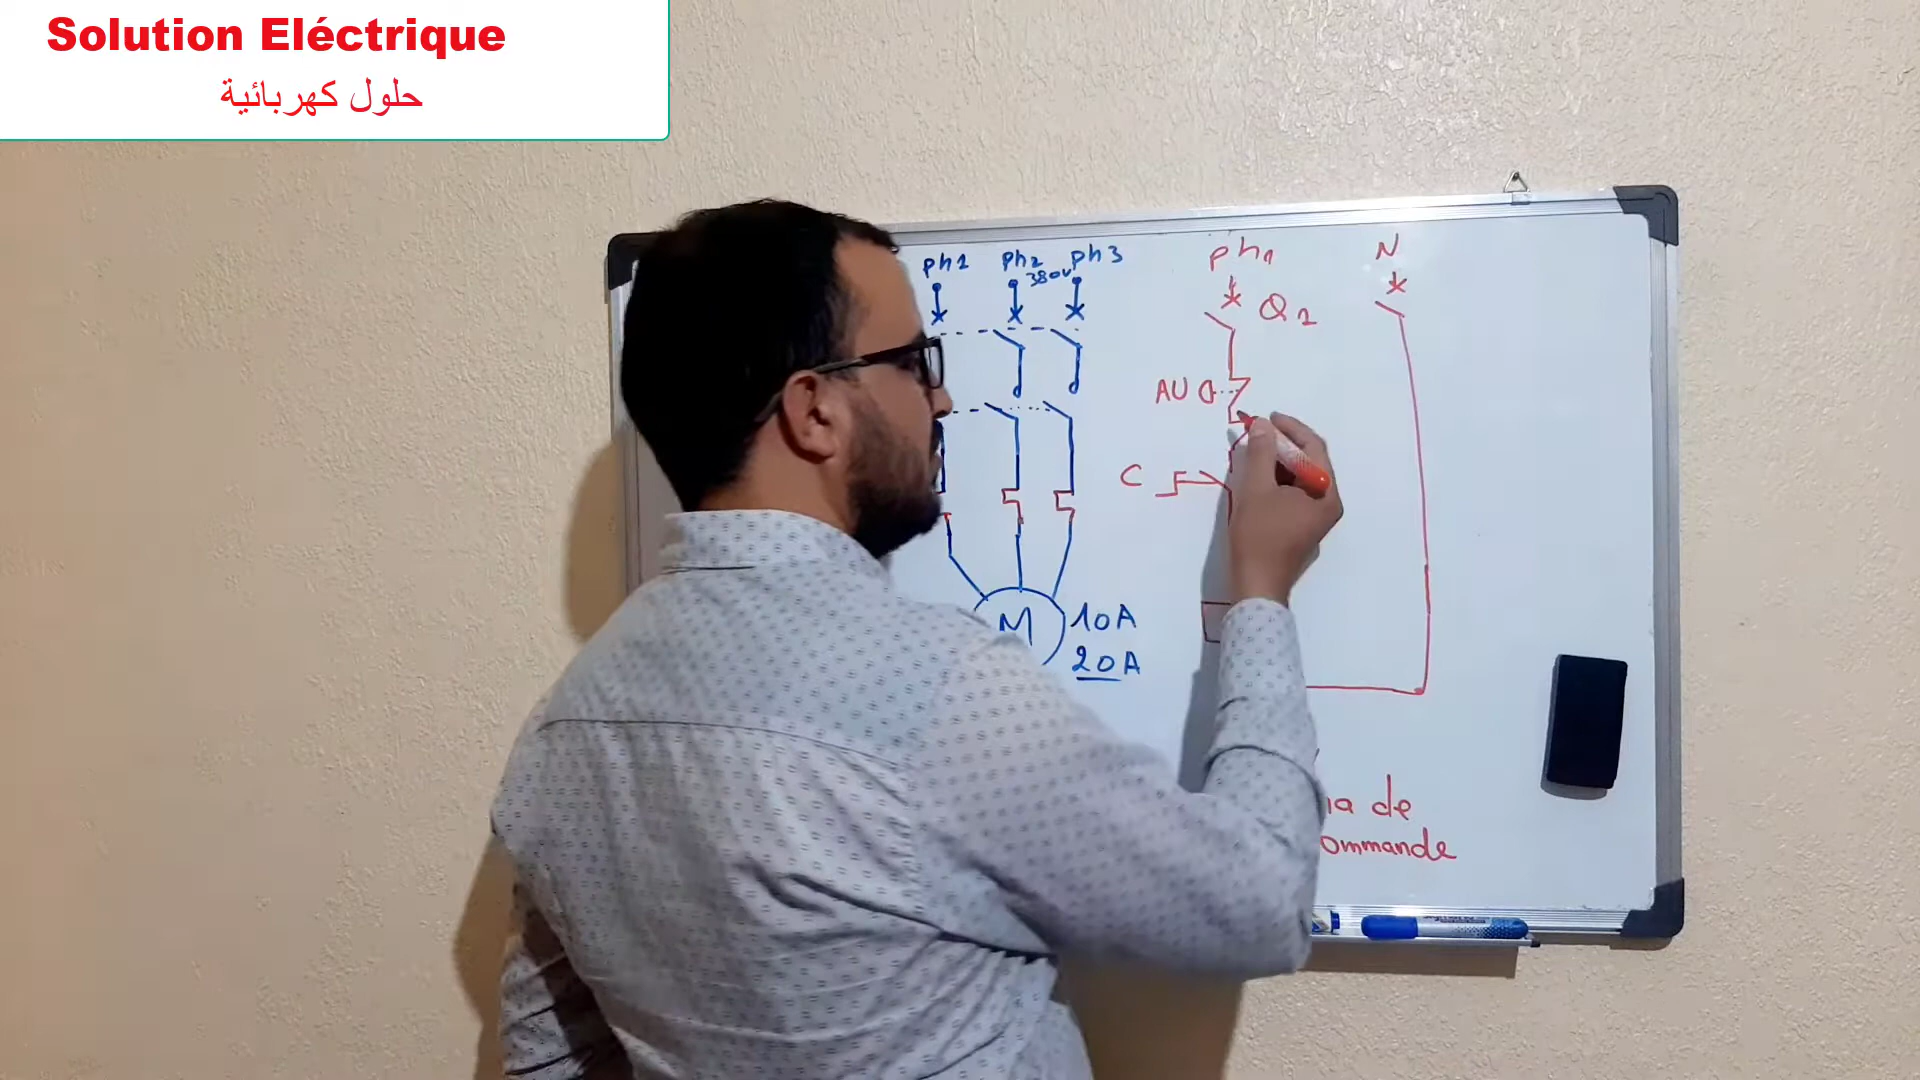 Solution Eléctrique
حلول كهربائية
ph1 ph2 ph3
380v
M
10A
20A
ph1 N
Q2
AU
C
de
ommande